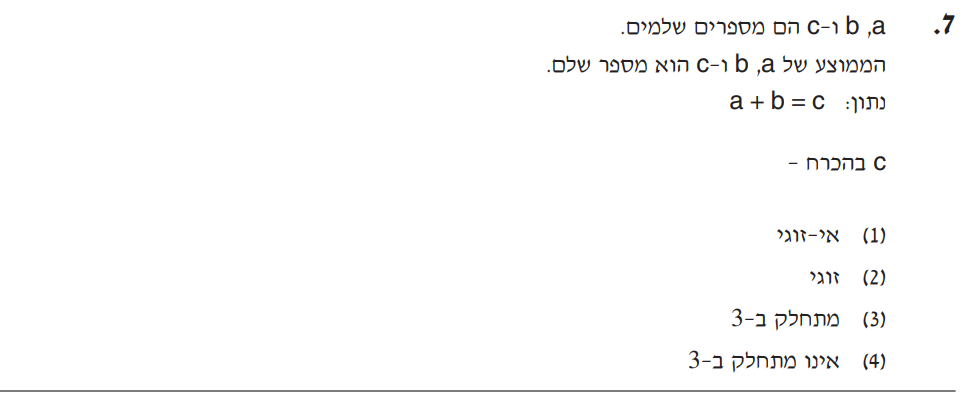 7. a, b ו-c הם מספרים שלמים.
הממוצע של a, b ו-c הוא מספר שלם.
נתון: a + b = c
c בהכרח -
(1) אי-זוגי
(2) זוגי
(3) מתחלק ב-3
(4) אינו מתחלק ב-3